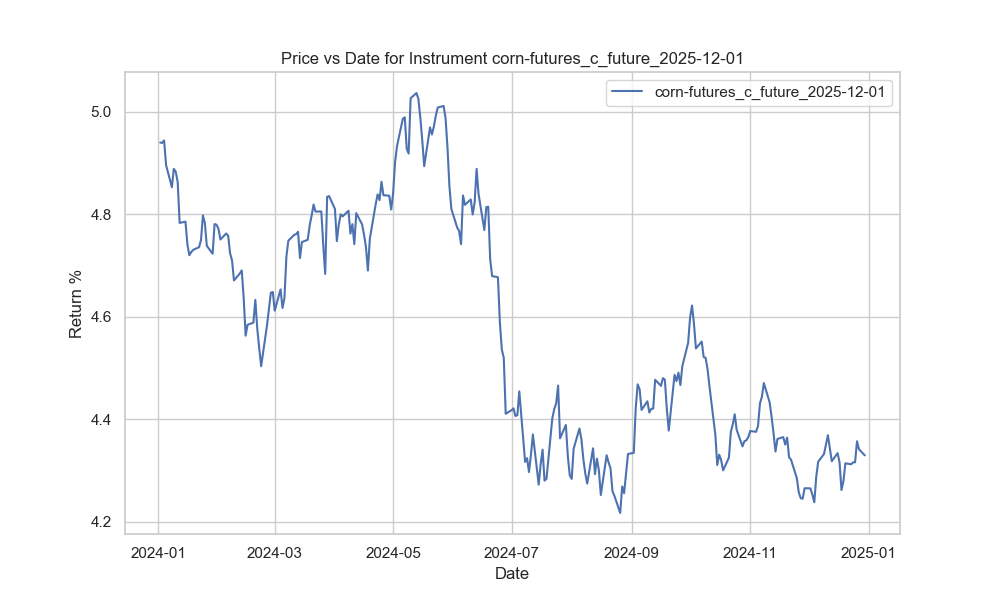 Price vs Date for Instrument corn-futures_c_future_2025-12-01
corn-futures_c_future_2025-12-01
5.0
4.8
4.6
4.4
4.2
Return %
2024-01 2024-03 2024-05 2024-07 2024-09 2024-11 2025-01
Date